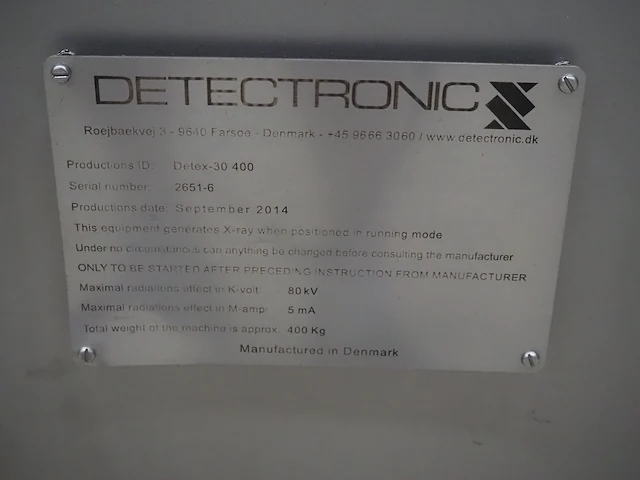 DETECTRONIC
Roejbaekvej 3 - 9640 Farsoe - Denmark - +45 9666 3060 / www.detectronic.dk
Productions ID: Detex-30 400
Serial number: 2651-6
Productions date: September 2014
This equipment generates X-ray when positioned in running mode
Under no circumstances can anything be changed before consulting the manufacturer
ONLY TO BE STARTED AFTER PRECEDING INSTRUCTION FROM MANUFACTURER
Maximal radiations effect in K-volt: 80 kV
Maximal radiations effect in M-amp: 5 mA
Total weight of the machine is approx. 400 Kg
Manufactured in Denmark